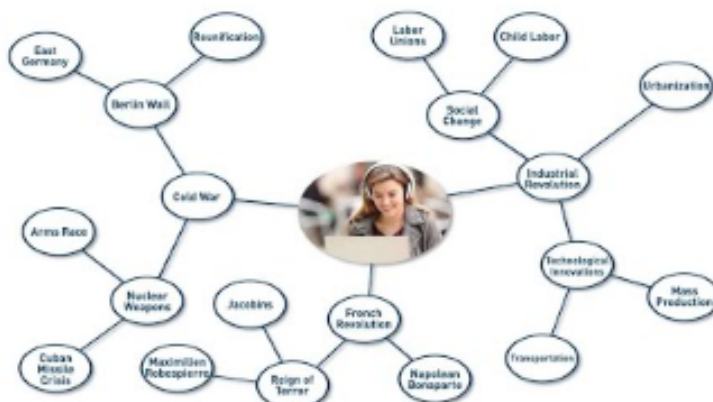 East
Germany
Reunification
Berlin Wall
Cold War
Arms Race
Nuclear
Weapons
Cuban
Missile
Crisis
Labor
Unions
Child Labor
Social
Change
Urbanization
Industrial
Revolution
Technological
Innovations
Mass
Production
Transportation
French
Revolution
Jacobins
Maximilien
Robespierre
Reign of
Terror
Napolean
Bonaparte